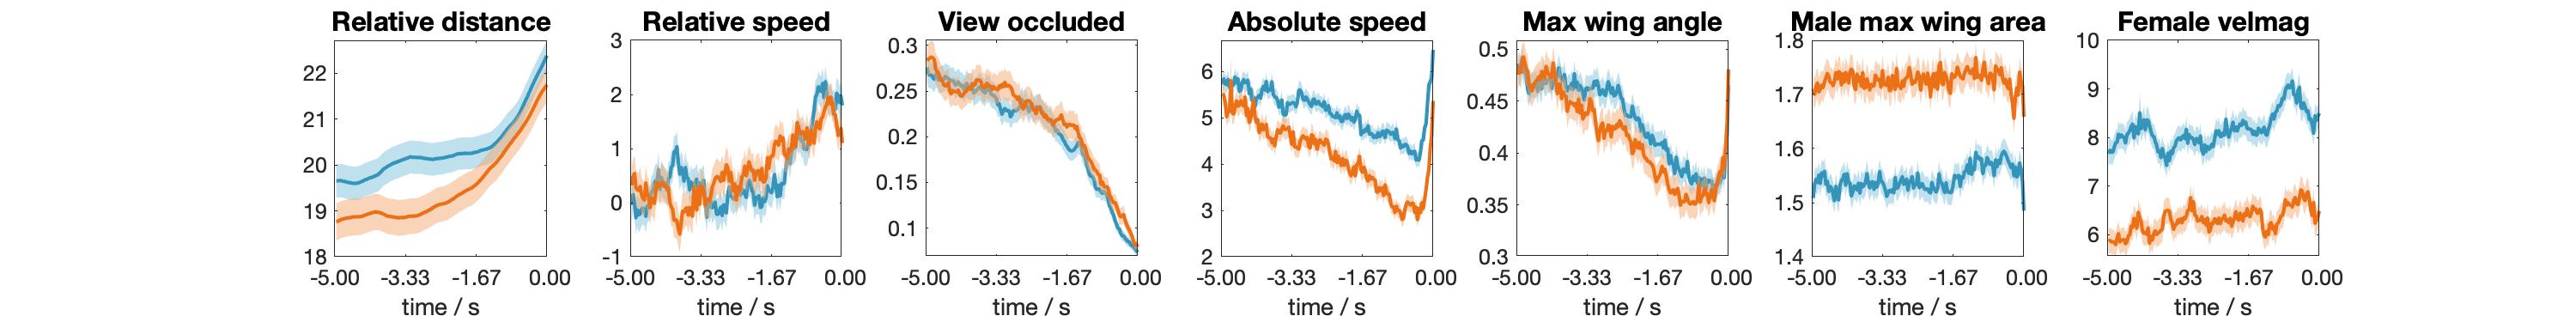 Relative distance
22
21
20
19
18
-5.00 -3.33 -1.67 0.00
time / s
Relative speed
3
2
1
0
-1
-5.00 -3.33 -1.67 0.00
time / s
View occluded
0.3
0.25
0.2
0.15
0.1
-5.00 -3.33 -1.67 0.00
time / s
Absolute speed
6
5
4
3
2
-5.00 -3.33 -1.67 0.00
time / s
Max wing angle
0.5
0.45
0.4
0.35
0.3
-5.00 -3.33 -1.67 0.00
time / s
Male max wing area
1.8
1.7
1.6
1.5
1.4
-5.00 -3.33 -1.67 0.00
time / s
Female velmag
10
9
8
7
6
-5.00 -3.33 -1.67 0.00
time / s